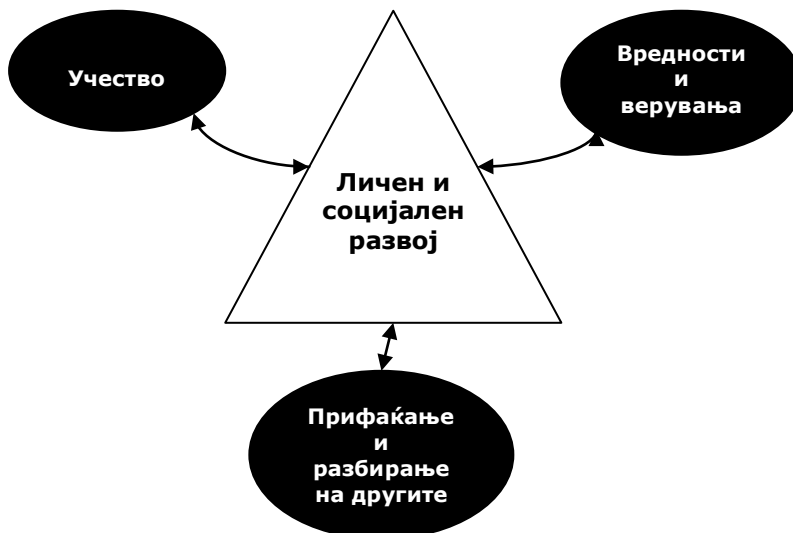 Учество
Вредности
и
верувања
Личен и
социјален
развој
Прифаќање
и
разбирање
на другите